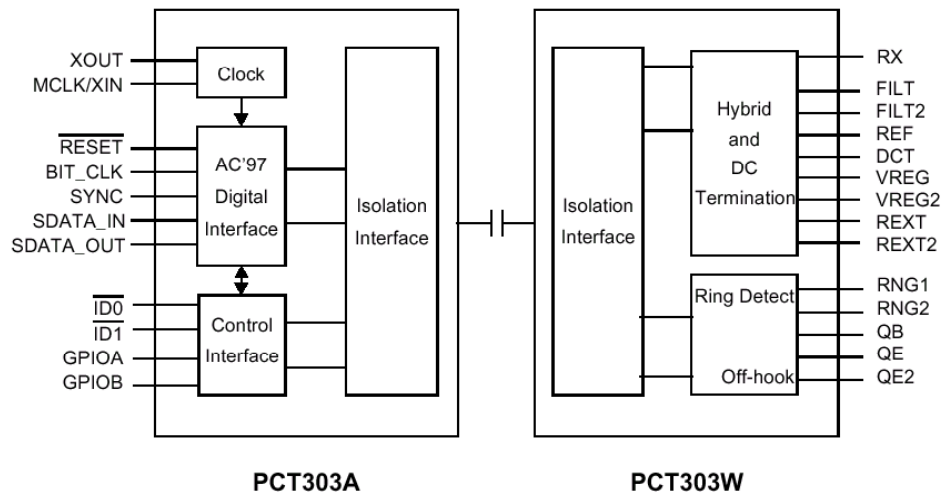 XOUT
MCLK/XIN
RESET
BIT_CLK
SYNC
SDATA_IN
SDATA_OUT
ID0
ID1
GPIOA
GPIOB
Clock
AC'97
Digital
Interface
Control
Interface
Isolation
Interface
Isolation
Interface
Hybrid
and
DC
Termination
Ring Detect
Off-hook
RX
FILT
FILT2
REF
DCT
VREG
VREG2
REXT
REXT2
RNG1
RNG2
QB
QE
QE2
PCT303A
PCT303W